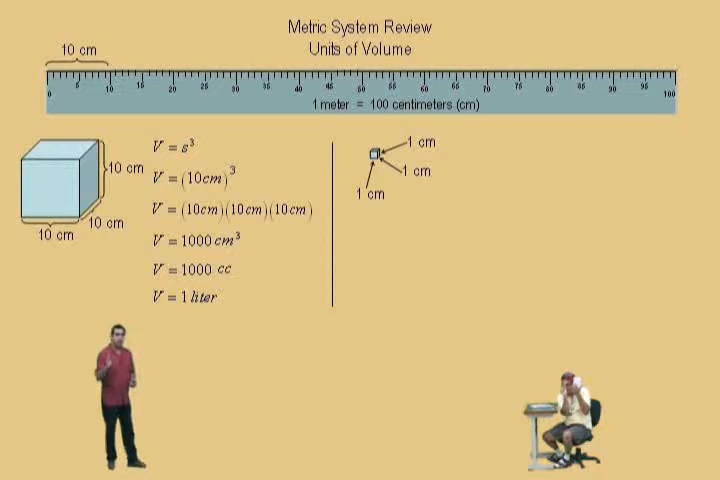 Metric System Review
Units of Volume
10 cm
0 5 10 15 20 25 30 35 40 45 50 55 60 65 70 75 80 85 90 95 100
1 meter = 100 centimeters (cm)
10 cm
10 cm
10 cm
V = s³
V = (10cm)³
V = (10cm)(10cm)(10cm)
V = 1000 cm³
V = 1000 cc
V = 1 liter
1 cm
1 cm
1 cm